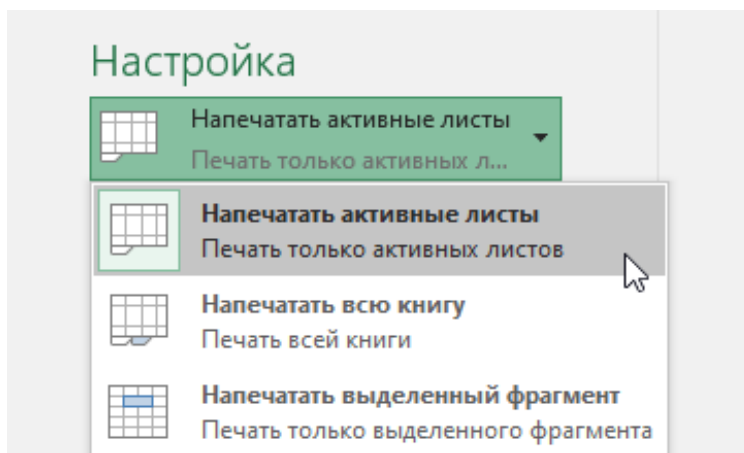 Настройка
Напечатать активные листы
Печать только активных л...
Напечатать активные листы
Печать только активных листов
Напечатать всю книгу
Печать всей книги
Напечатать выделенный фрагмент
Печать только выделенного фрагмента